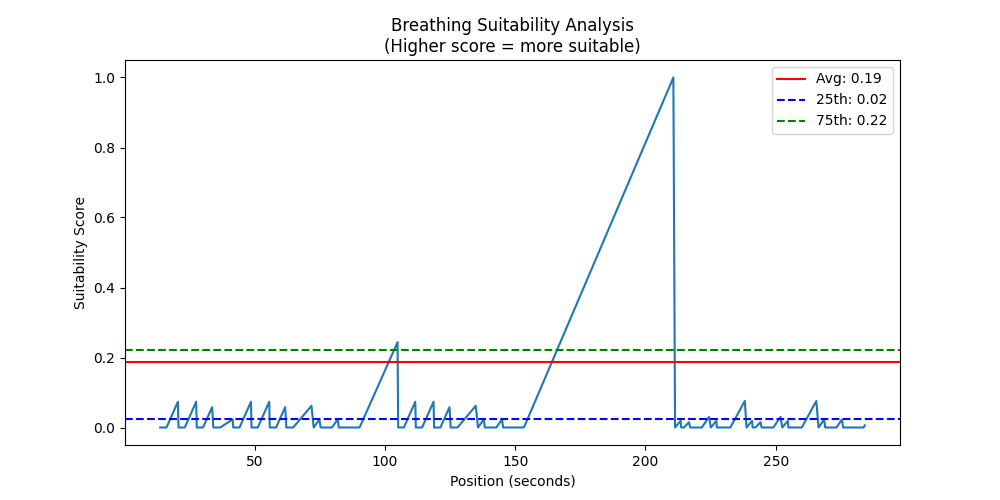 Breathing Suitability Analysis
(Higher score = more suitable)
Avg: 0.19
25th: 0.02
75th: 0.22
Suitability Score
1.0
0.8
0.6
0.4
0.2
0.0
50
100
150
200
250
Position (seconds)